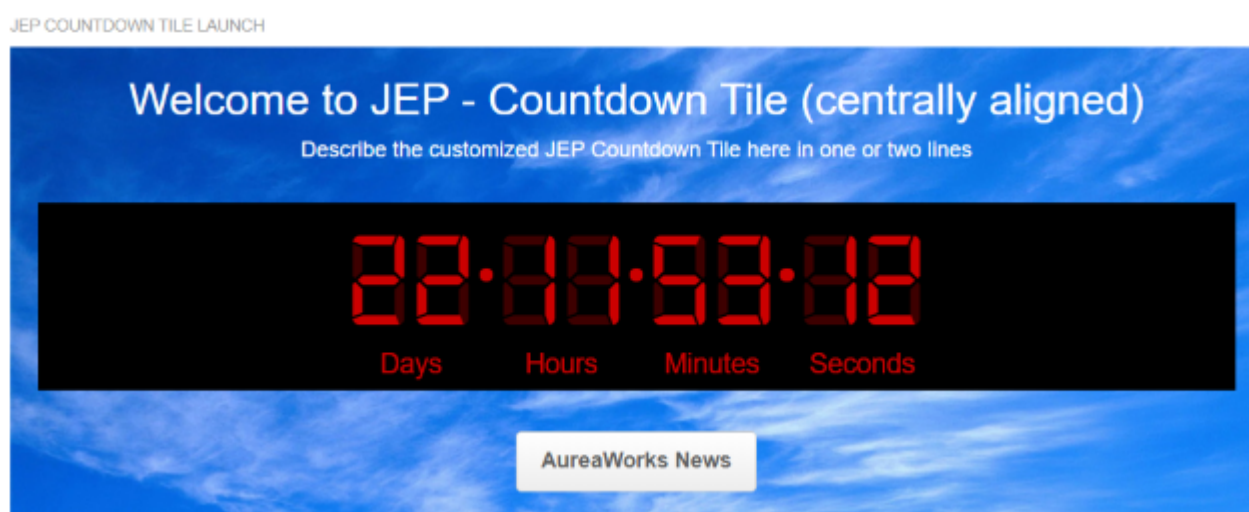 JEP COUNTDOWN TILE LAUNCH
Welcome to JEP - Countdown Tile (centrally aligned)
Describe the customized JEP Countdown Tile here in one or two lines
22·11·53·12
Days Hours Minutes Seconds
AureaWorks News